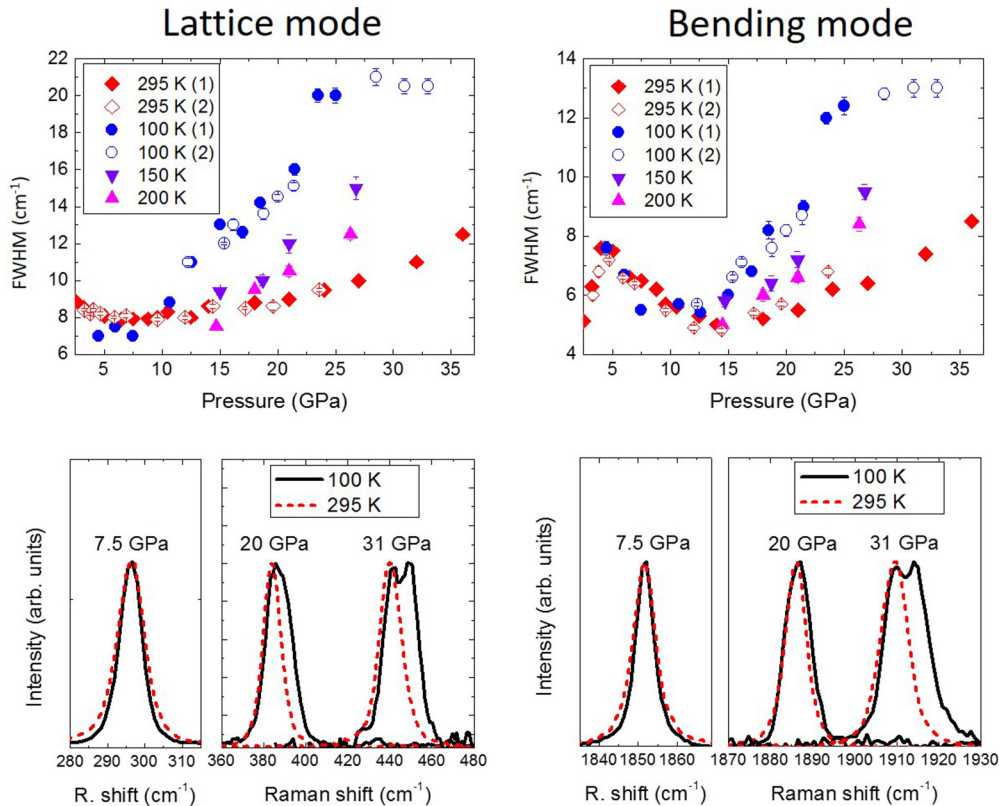 Lattice mode
22
20
18
16
14
12
10
8
6
FWHM (cm⁻¹)
295 K (1)
295 K (2)
100 K (1)
100 K (2)
150 K
200 K
5 10 15 20 25 30 35
Pressure (GPa)
Bending mode
14
12
10
8
6
4
FWHM (cm⁻¹)
295 K (1)
295 K (2)
100 K (1)
100 K (2)
150 K
200 K
5 10 15 20 25 30 35
Pressure (GPa)
Intensity (arb. units)
100 K
295 K
7.5 GPa
20 GPa
31 GPa
280 290 300 310
360 380 400 420 440 460 480
R. shift (cm⁻¹)
Raman shift (cm⁻¹)
Intensity (arb. units)
100 K
295 K
7.5 GPa
20 GPa
31 GPa
1840 1850 1860
1870 1880 1890 1900 1910 1920 1930
R. shift (cm⁻¹)
Raman shift (cm⁻¹)